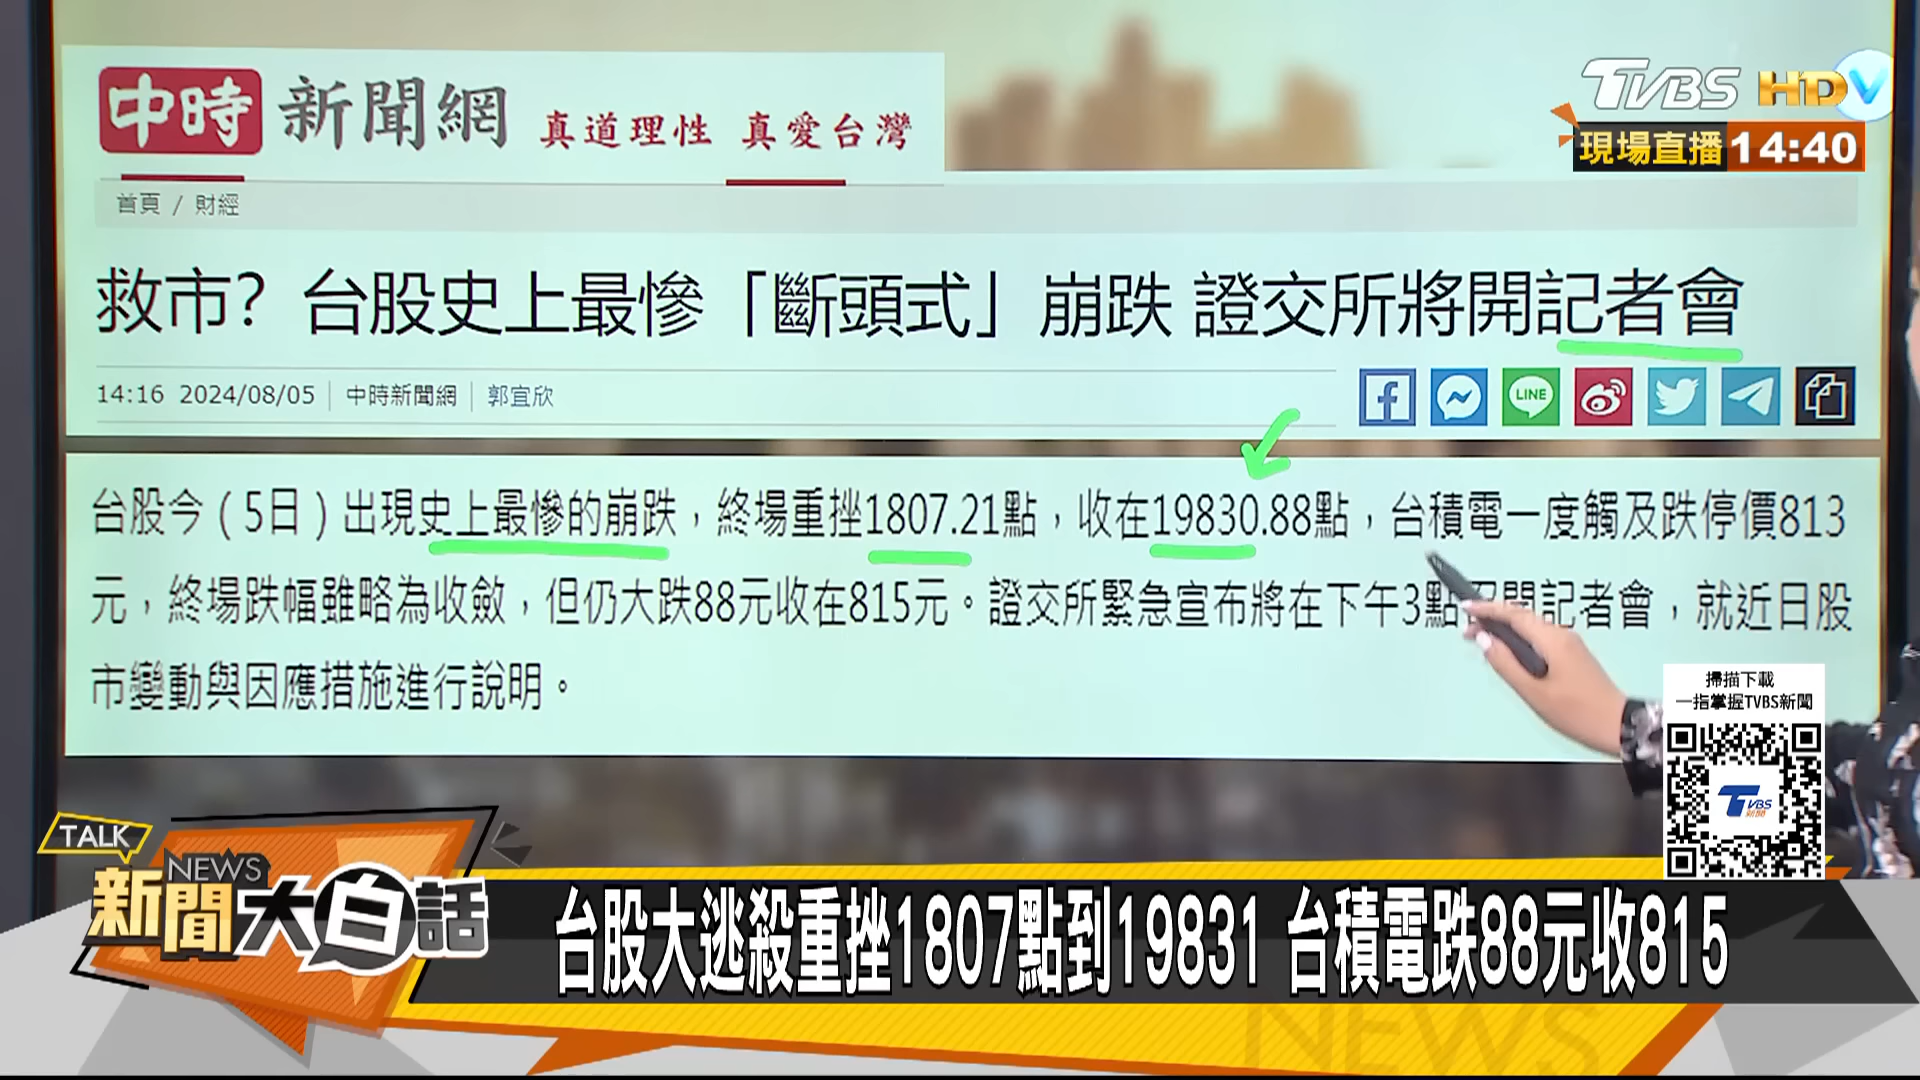 中時 新聞網 真道理性 真愛台灣
TVBS HD
現場直播 14:40
首頁 / 財經
救市? 台股史上最慘「斷頭式」崩跌 證交所將開記者會
14:16 2024/08/05 中時新聞網 郭宜欣
LINE
台股今(5日)出現史上最慘的崩跌,終場重挫1807.21點,收在19830.88點,台積電一度觸及跌停價813
元,終場跌幅雖略為收斂,但仍大跌88元收在815元。證交所緊急宣布將在下午3點召開記者會,就近日股
市變動與因應措施進行說明。
掃描下載
一指掌握TVBS新聞
TVBS
新聞
TALK
NEWS
新聞大白話
台股大逃殺重挫1807點到19831 台積電跌88元收815
NEWS